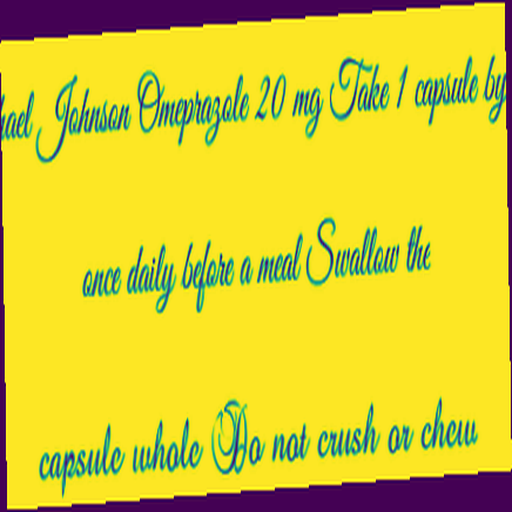 Johnson Omeprazole 20 mg Take 1 capsule by
once daily before a meal Swallow the
capsule whole Do not crush or chew